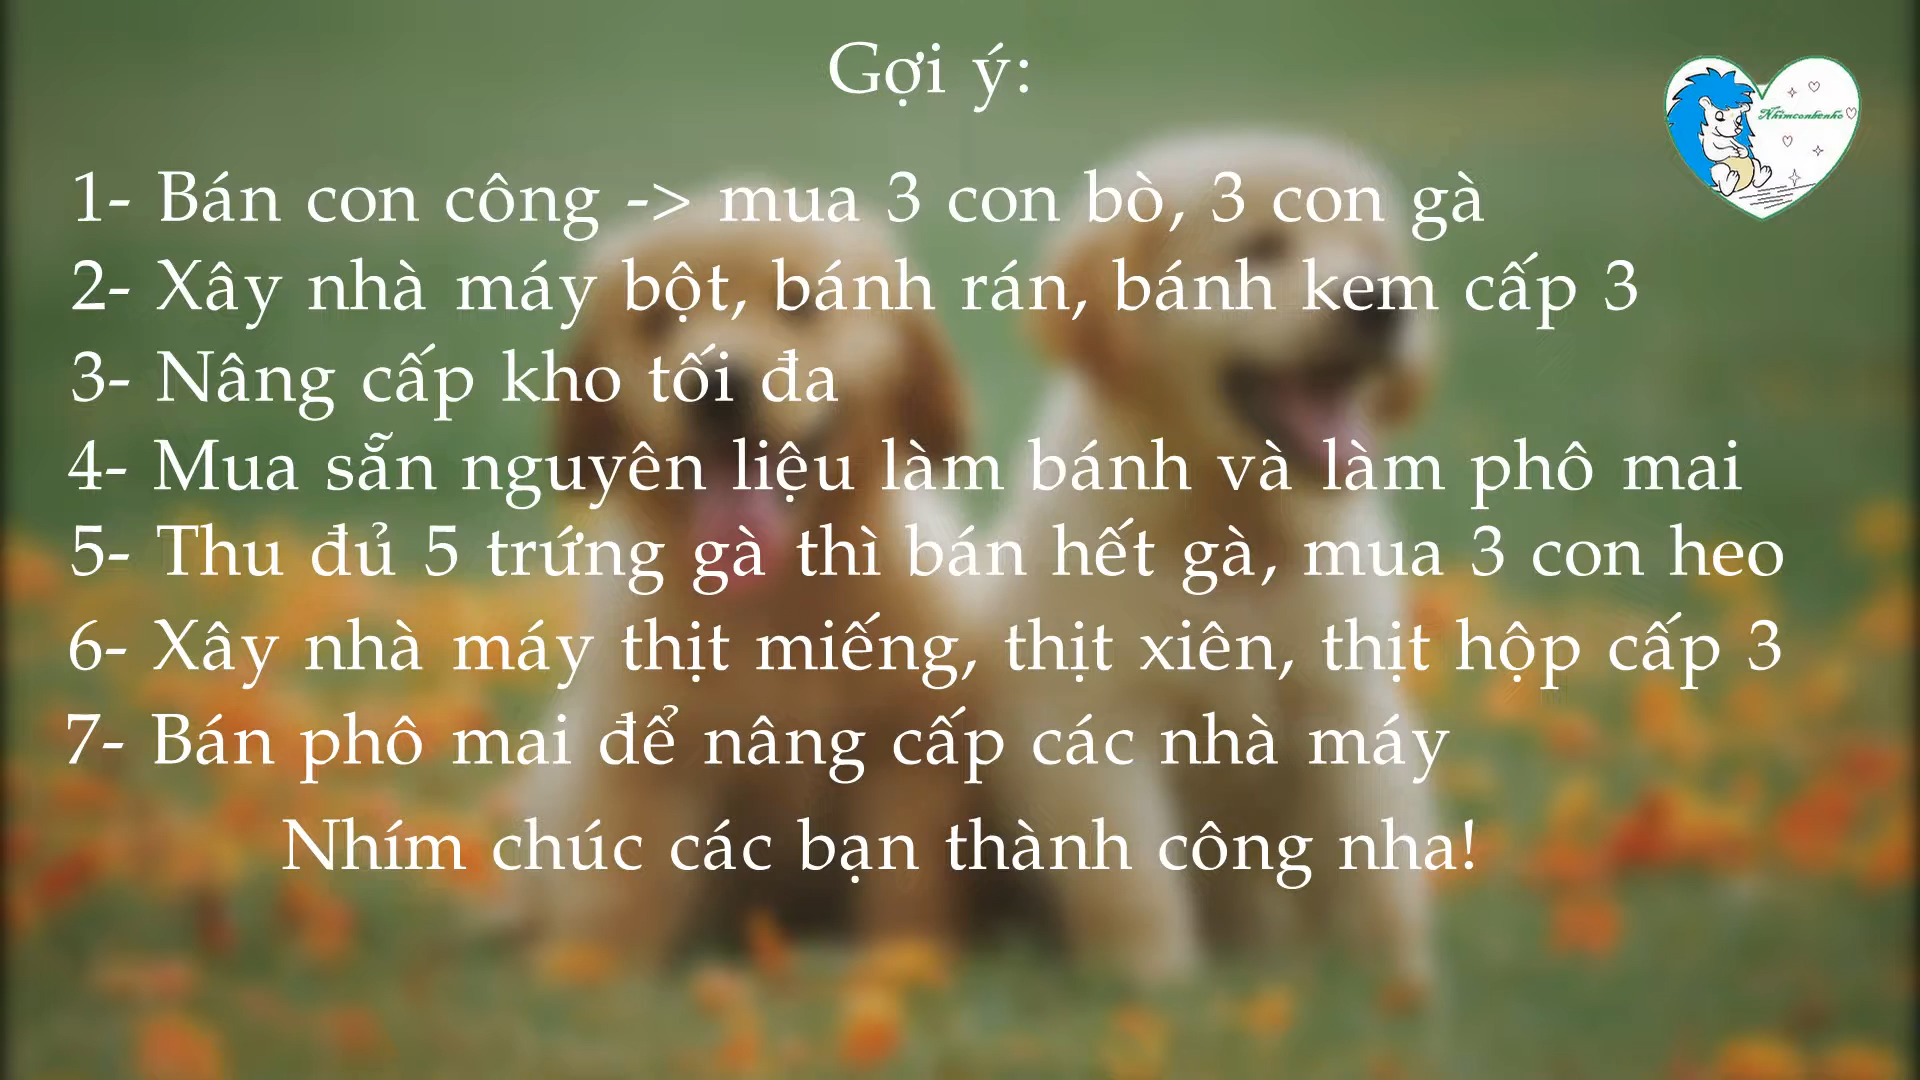 Gợi ý:
Nhimconbenho
1- Bán con công -> mua 3 con bò, 3 con gà
2- Xây nhà máy bột, bánh rán, bánh kem cấp 3
3- Nâng cấp kho tối đa
4- Mua sẵn nguyên liệu làm bánh và làm phô mai
5- Thu đủ 5 trứng gà thì bán hết gà, mua 3 con heo
6- Xây nhà máy thịt miếng, thịt xiên, thịt hộp cấp 3
7- Bán phô mai để nâng cấp các nhà máy
Nhím chúc các bạn thành công nha!